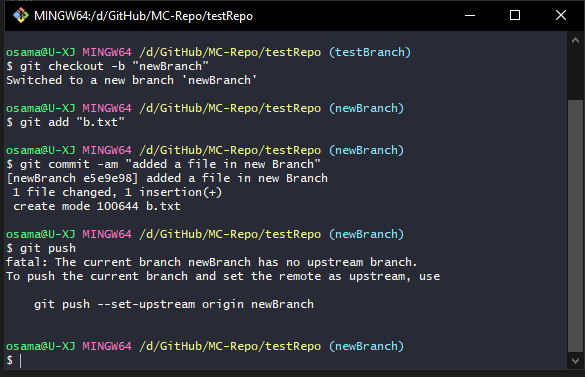 MINGW64:/d/GitHub/MC-Repo/testRepo
osama@U-XJ MINGW64 /d/GitHub/MC-Repo/testRepo (testBranch)
$ git checkout -b "newBranch"
Switched to a new branch 'newBranch'
osama@U-XJ MINGW64 /d/GitHub/MC-Repo/testRepo (newBranch)
$ git add "b.txt"
osama@U-XJ MINGW64 /d/GitHub/MC-Repo/testRepo (newBranch)
$ git commit -am "added a file in new Branch"
[newBranch e5e9e98] added a file in new Branch
 1 file changed, 1 insertion(+)
 create mode 100644 b.txt
osama@U-XJ MINGW64 /d/GitHub/MC-Repo/testRepo (newBranch)
$ git push
fatal: The current branch newBranch has no upstream branch.
To push the current branch and set the remote as upstream, use
    git push --set-upstream origin newBranch
osama@U-XJ MINGW64 /d/GitHub/MC-Repo/testRepo (newBranch)
$